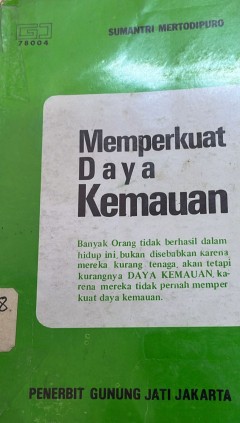 GJ
78004
SUMANTRI MERTODIPURO
Memperkuat
Daya
Kemauan
Banyak Orang tidak berhasil dalam
hidup ini, bukan disebabkan karena
mereka kurang tenaga, akan tetapi
kurangnya DAYA KEMAUAN, ka-
rena mereka tidak pernah memper
kuat daya kemauan.
8
PENERBIT GUNUNG JATI JAKARTA